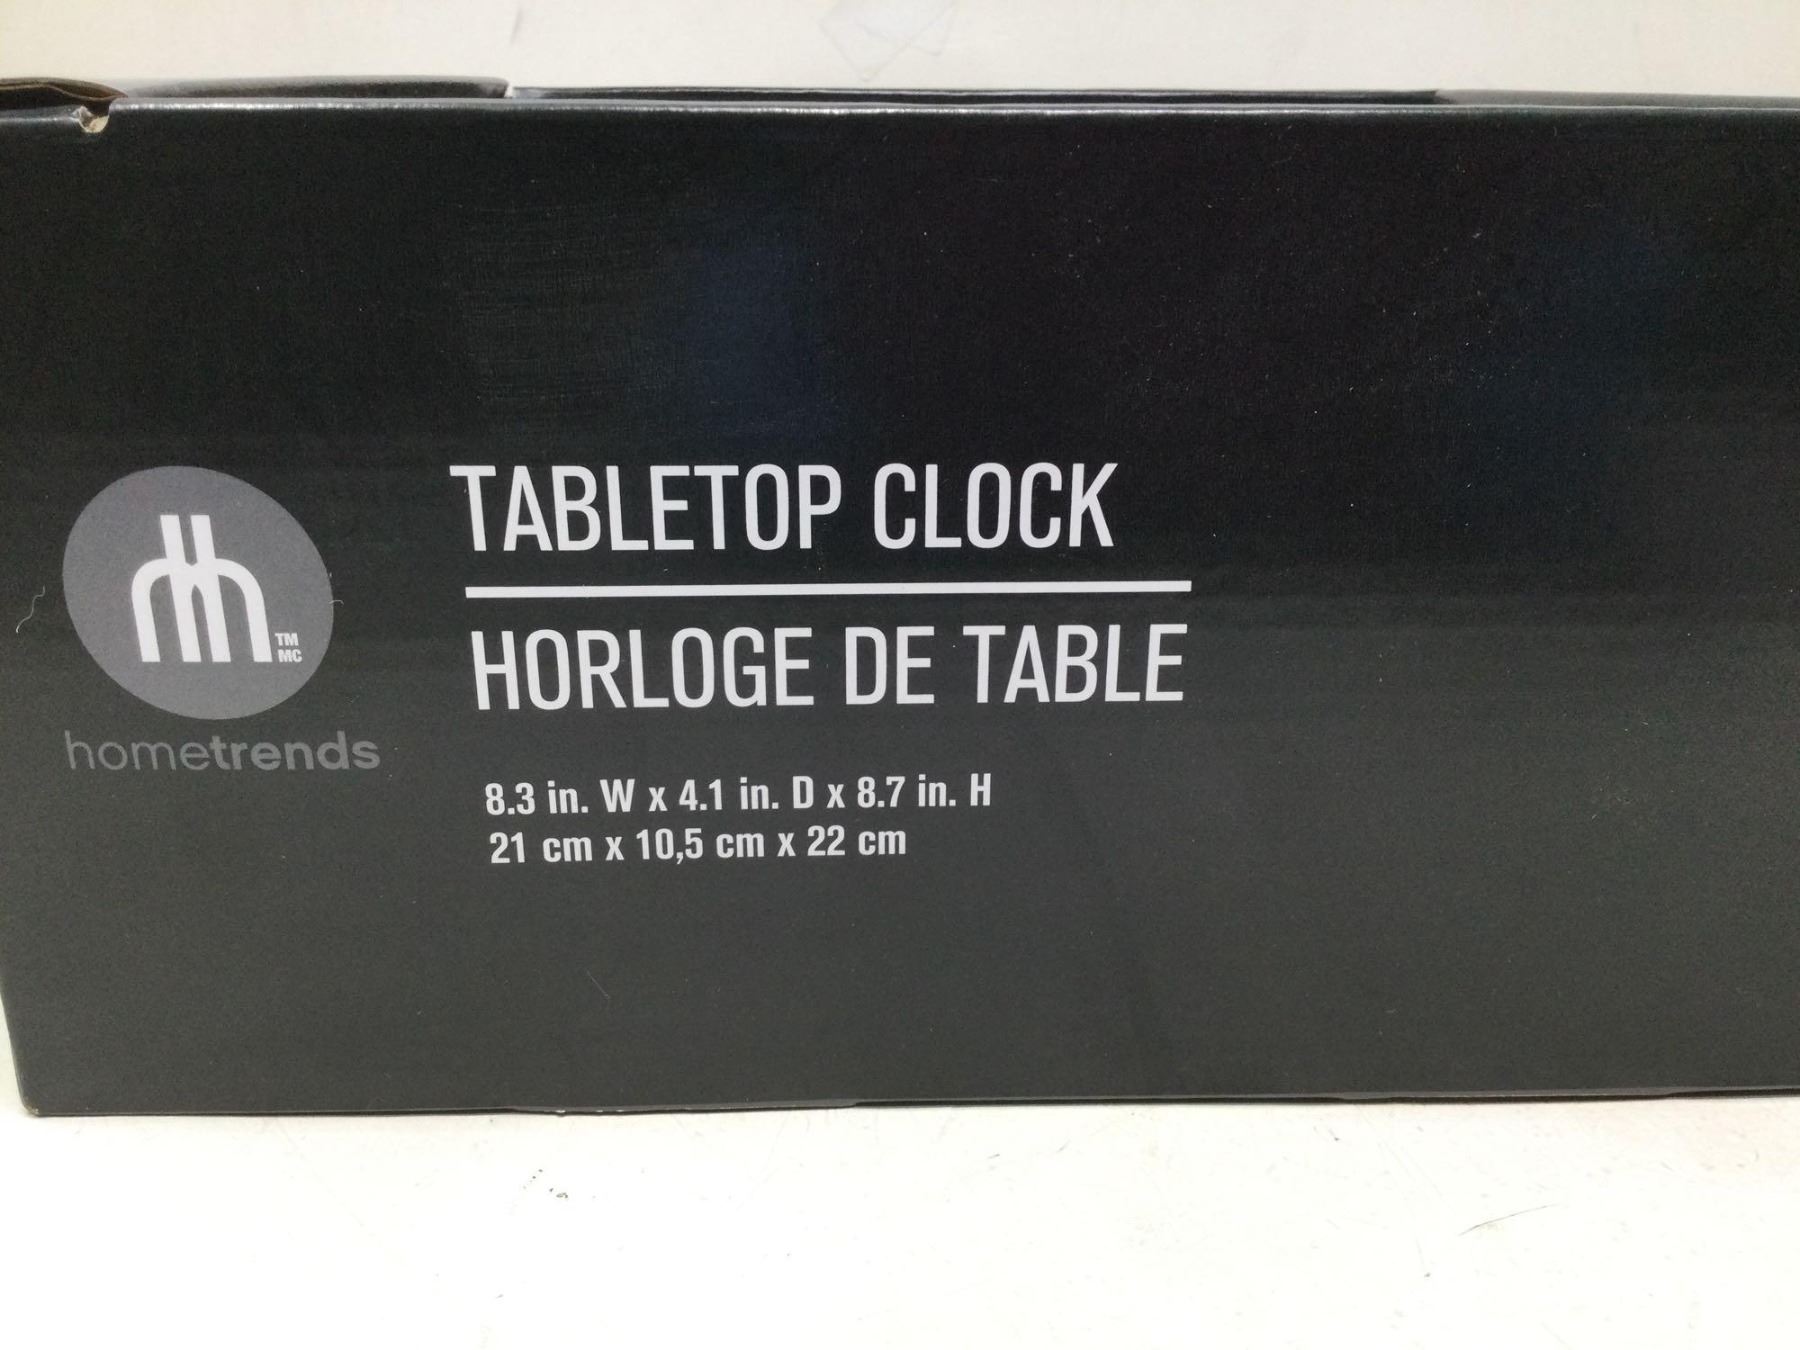 TM
MC
hometrends
TABLETOP CLOCK
HORLOGE DE TABLE
8.3 in. W x 4.1 in. D x 8.7 in. H
21 cm x 10,5 cm x 22 cm